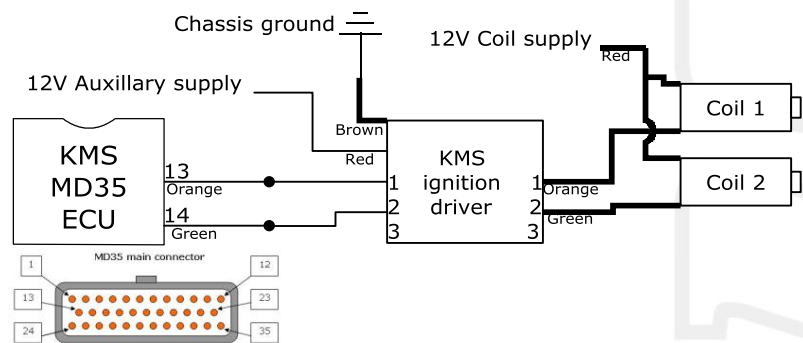 Chassis ground
12V Coil supply
Red
12V Auxillary supply
Coil 1
Brown
Red
KMS
MD35
ECU
13
Orange
14
Green
KMS
ignition
driver
1
2
3
1
2
3
Orange
Green
Coil 2
MD35 main connector
1
12
13
23
24
35